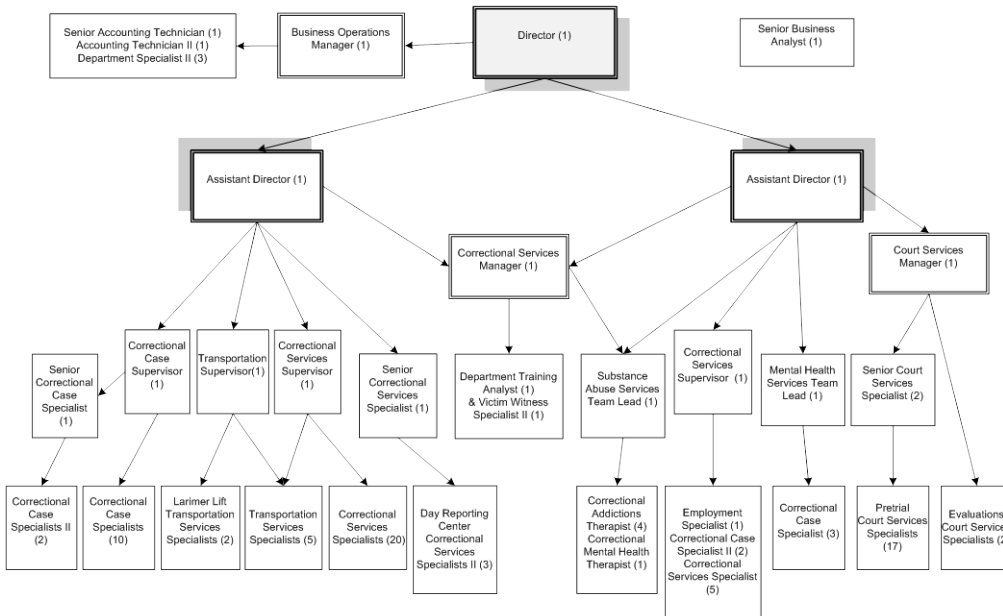 Senior Accounting Technician (1)
Accounting Technician II (1)
Department Specialist II (3)
Business Operations
Manager (1)
Director (1)
Senior Business
Analyst (1)
Assistant Director (1)
Assistant Director (1)
Correctional Services
Manager (1)
Court Services
Manager (1)
Senior
Correctional
Case
Specialist
(1)
Correctional
Case
Supervisor
(1)
Transportation
Supervisor(1)
Correctional
Services
Supervisor (1)
(1)
Senior
Correctional
Services
Specialist (1)
Department Training
Analyst (1)
& Victim Witness
Specialist II (1)
Substance
Abuse Services
Team Lead (1)
Correctional
Services
Supervisor (1)
Mental Health
Services Team
Lead (1)
Senior Court
Services
Specialist (2)
Correctional
Case
Specialists II
(2)
Correctional
Case
Specialists
(10)
Larimer Lift
Transportation
Services
Specialists (2)
Transportation
Services
Specialists (5)
Correctional
Services
Specialists (20)
Day Reporting
Center
Correctional
Services
Specialists II (3)
Correctional
Addictions
Therapist (4)
Correctional
Mental Health
Therapist (1)
Employment
Specialist (1)
Correctional Case
Specialist II (2)
Correctional
Services Specialist
(5)
Correctional
Case
Specialist (3)
Pretrial
Court Services
Specialists
(17)
Evaluations
Court Services
Specialists (2